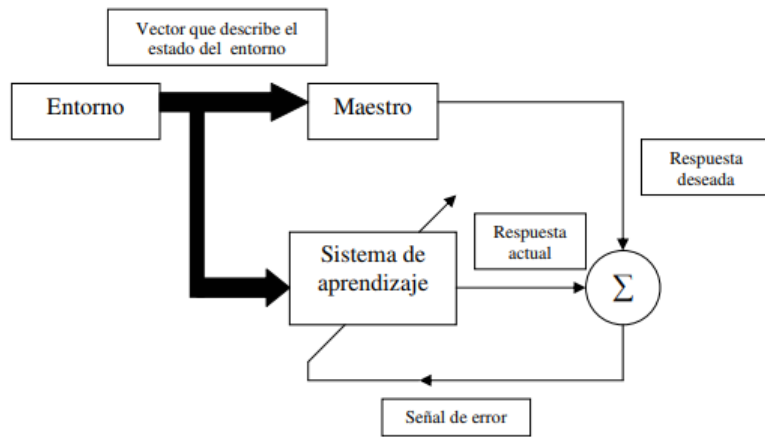 Vector que describe el
estado del entorno
Entorno
Maestro
Respuesta
deseada
Sistema de
aprendizaje
Respuesta
actual
Σ
Señal de error